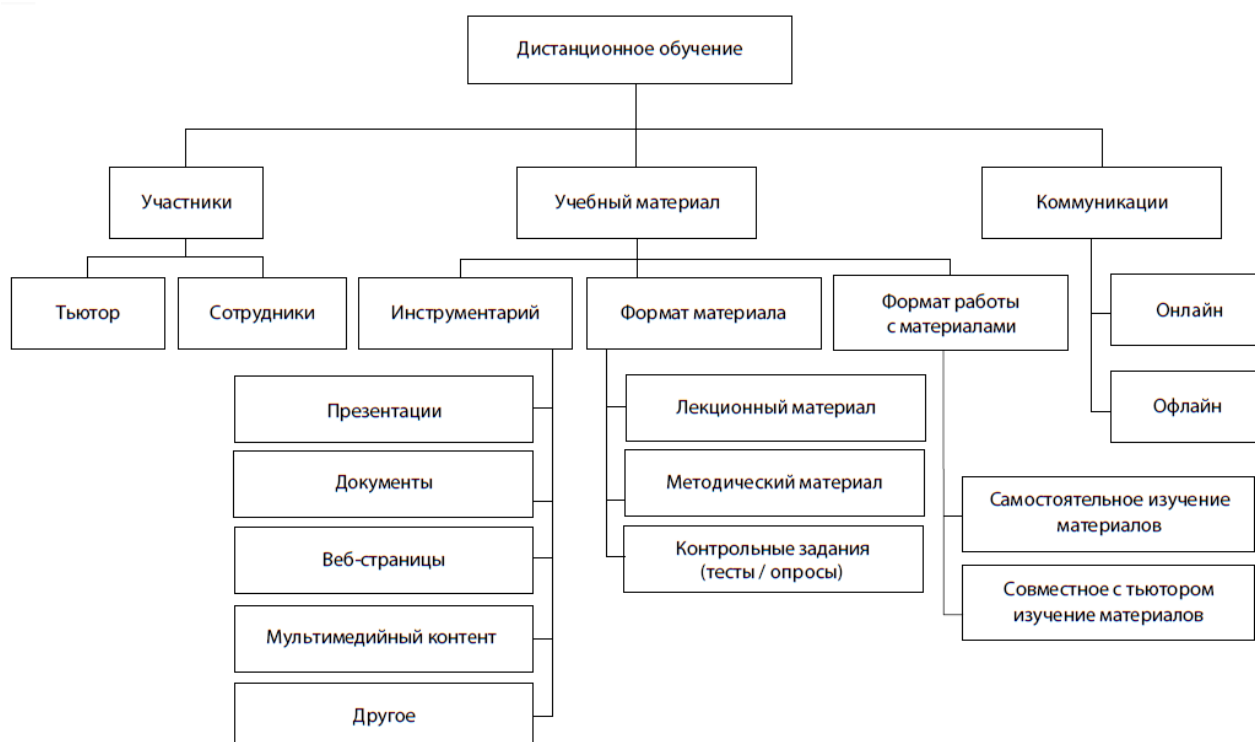 Дистанционное обучение
Участники
Учебный материал
Коммуникации
Тьютор
Сотрудники
Инструментарий
Формат материала
Формат работы
с материалами
Онлайн
Офлайн
Презентации
Документы
Веб-страницы
Мультимедийный контент
Другое
Лекционный материал
Методический материал
Контрольные задания
(тесты / опросы)
Самостоятельное изучение
материалов
Совместное с тьютором
изучение материалов